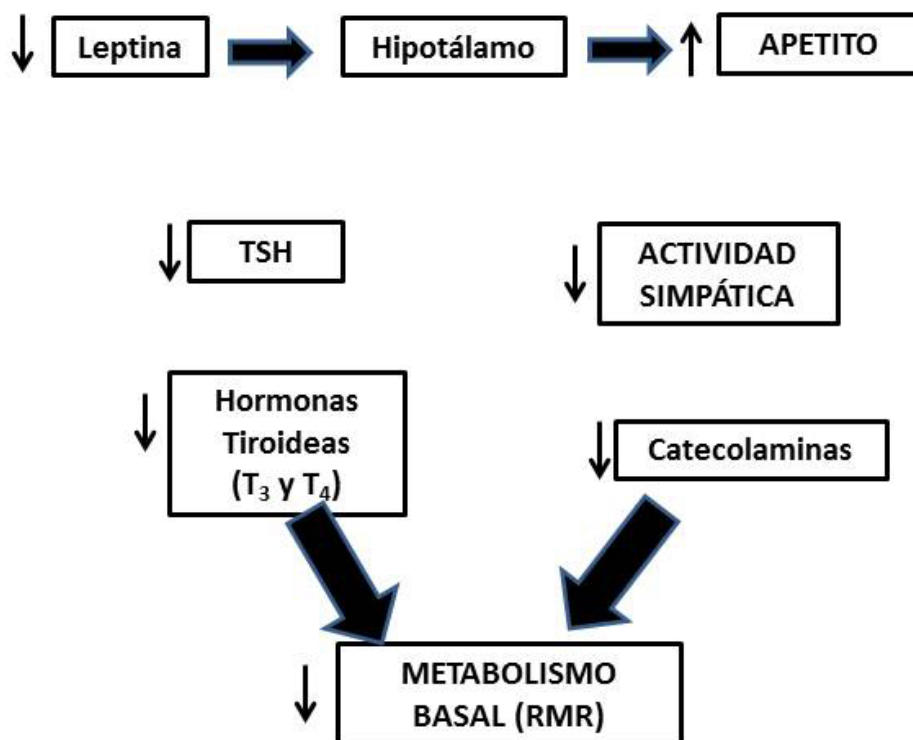 Leptina
Hipotálamo
APETITO
TSH
ACTIVIDAD
SIMPÁTICA
Hormonas
Tiroideas
(T₃ y T₄)
Catecolaminas
METABOLISMO
BASAL (RMR)